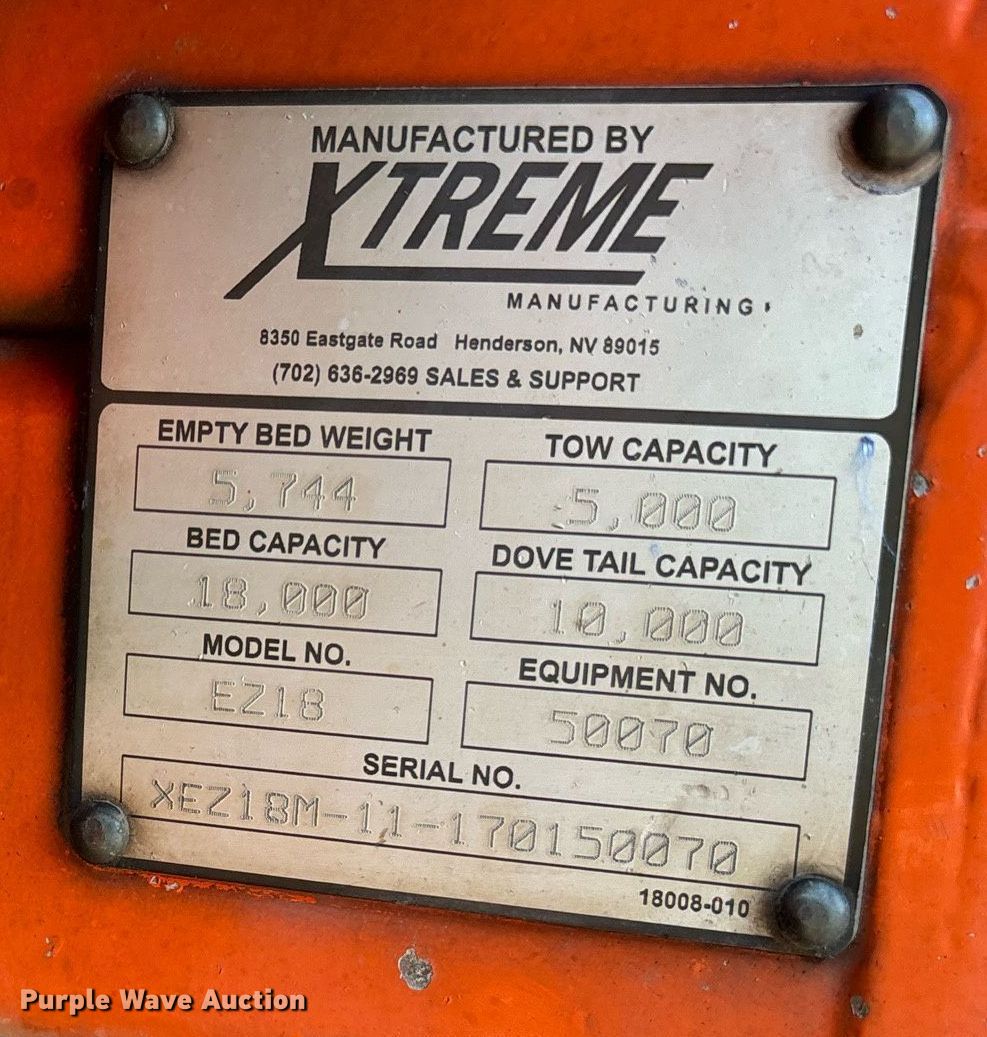 MANUFACTURED BY
XTREME
MANUFACTURING
8350 Eastgate Road Henderson, NV 89015
(702) 636-2969 SALES & SUPPORT
EMPTY BED WEIGHT TOW CAPACITY
5,744 5,000
BED CAPACITY DOVE TAIL CAPACITY
18,000 10,000
MODEL NO. EQUIPMENT NO.
EZ18 50070
SERIAL NO.
XEZ18M-11-170150070
18008-010
Purple Wave Auction